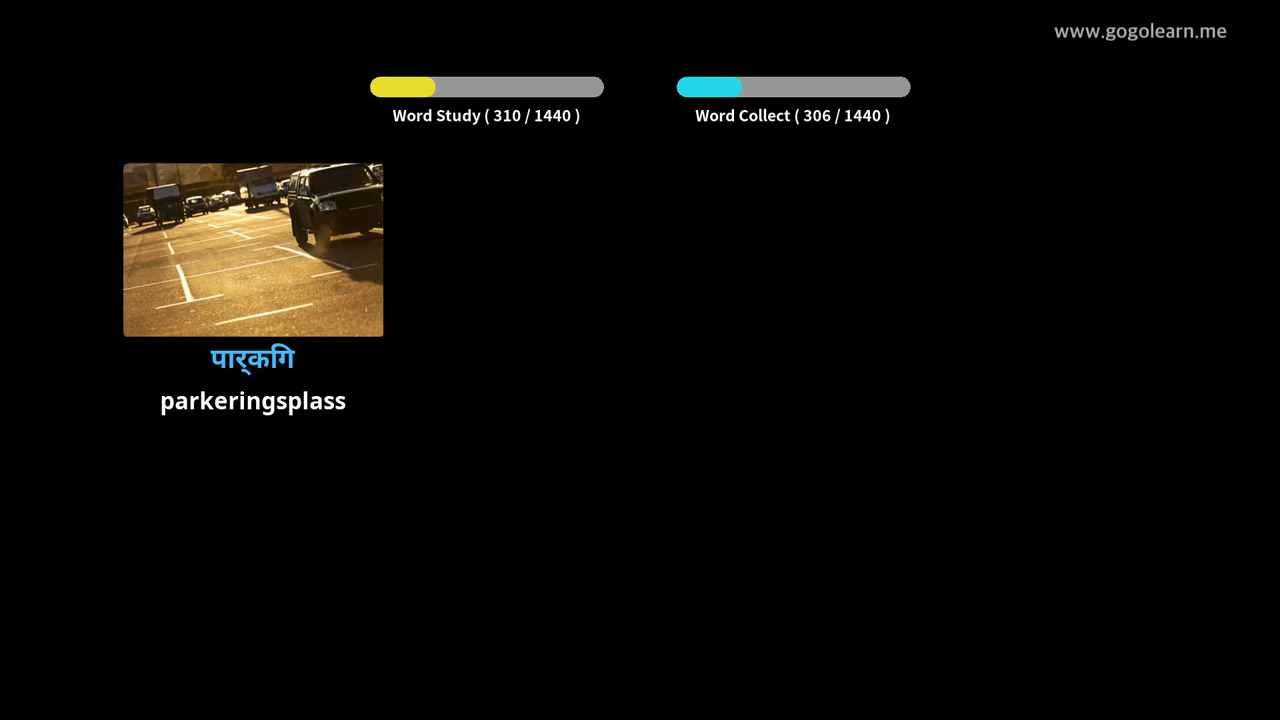 www.gogolearn.me
Word Study ( 310 / 1440 )
Word Collect ( 306 / 1440 )
पार्कगि
parkeringsplass